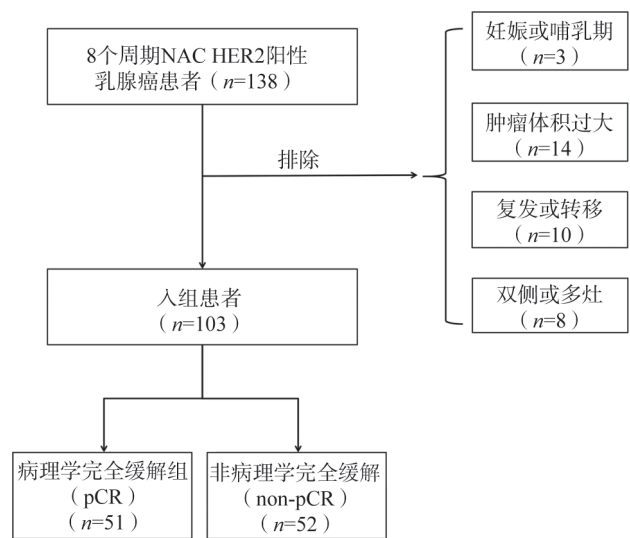 8个周期NAC HER2阳性
乳腺癌患者（n=138）
排除
妊娠或哺乳期
（n=3）
肿瘤体积过大
（n=14）
复发或转移
（n=10）
双侧或多灶
（n=8）
入组患者
（n=103）
病理学完全缓解组
（pCR）
（n=51）
非病理学完全缓解
（non-pCR）
（n=52）